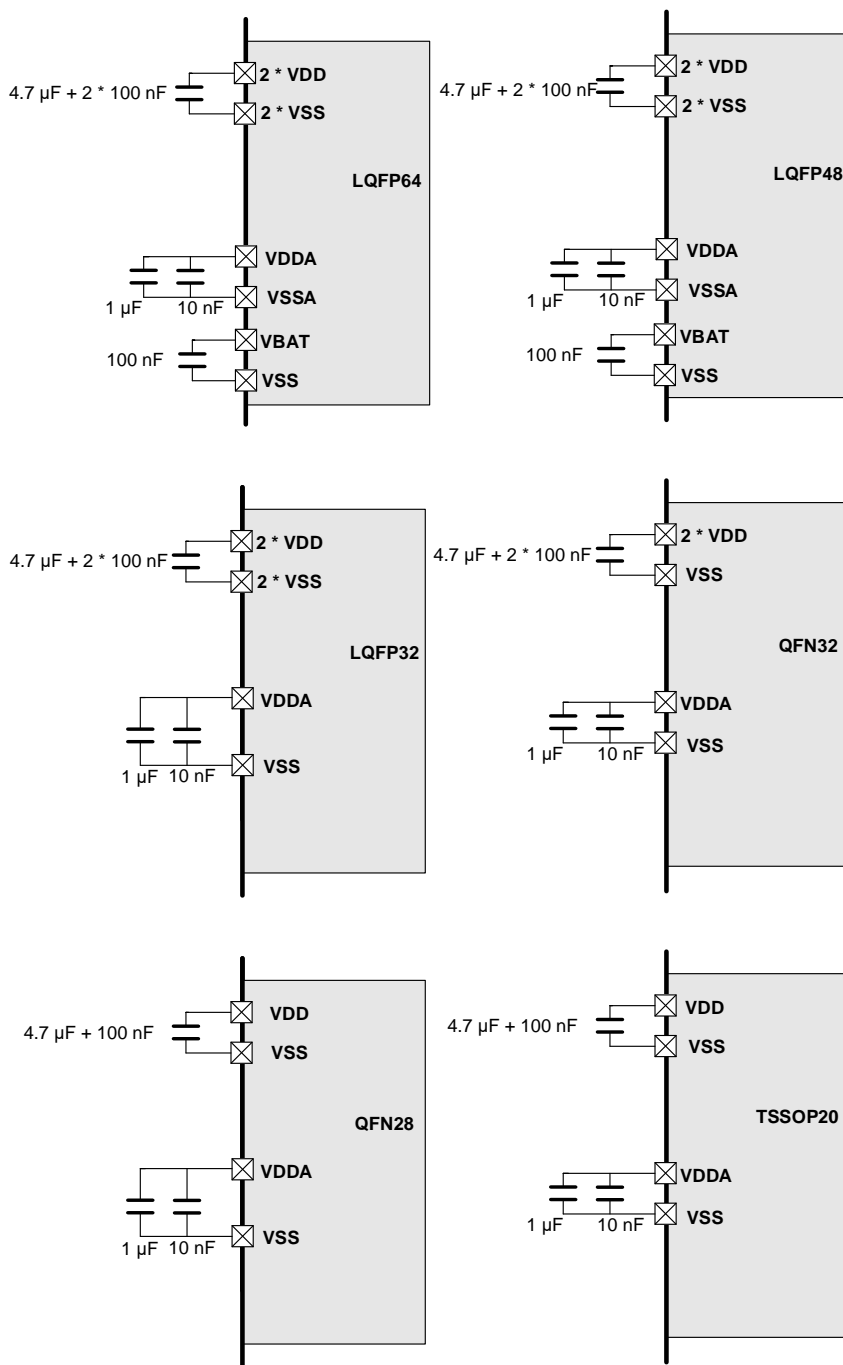 4.7 µF + 2 * 100 nF
2 * VDD
2 * VSS
LQFP64
VDDA
VSSA
1 µF
10 nF
VBAT
100 nF
VSS
4.7 µF + 2 * 100 nF
2 * VDD
2 * VSS
LQFP48
VDDA
VSSA
1 µF
10 nF
VBAT
100 nF
VSS
4.7 µF + 2 * 100 nF
2 * VDD
2 * VSS
LQFP32
VDDA
VSS
1 µF
10 nF
4.7 µF + 2 * 100 nF
2 * VDD
VSS
QFN32
VDDA
VSS
1 µF
10 nF
4.7 µF + 100 nF
VDD
VSS
QFN28
VDDA
VSS
1 µF
10 nF
4.7 µF + 100 nF
VDD
VSS
TSSOP20
VDDA
VSS
1 µF
10 nF